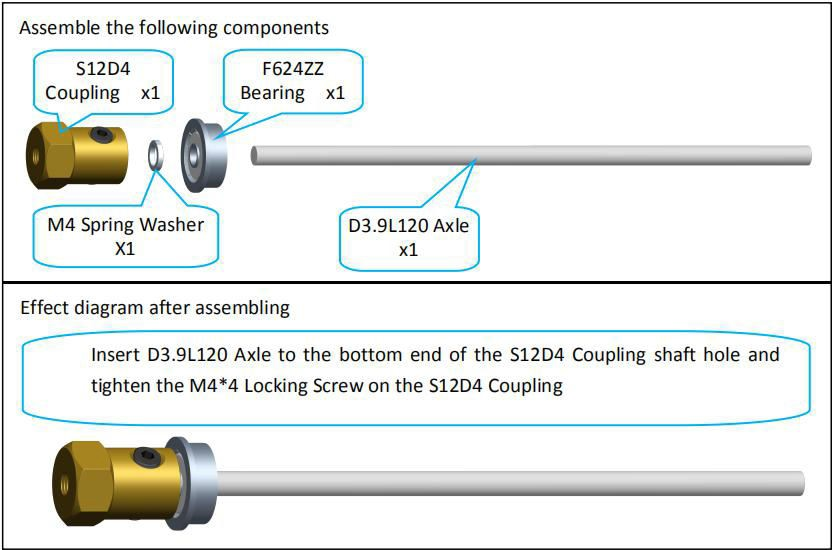 Assemble the following components
S12D4
Coupling x1
F624ZZ
Bearing x1
M4 Spring Washer
X1
D3.9L120 Axle
x1
Effect diagram after assembling
Insert D3.9L120 Axle to the bottom end of the S12D4 Coupling shaft hole and
tighten the M4*4 Locking Screw on the S12D4 Coupling